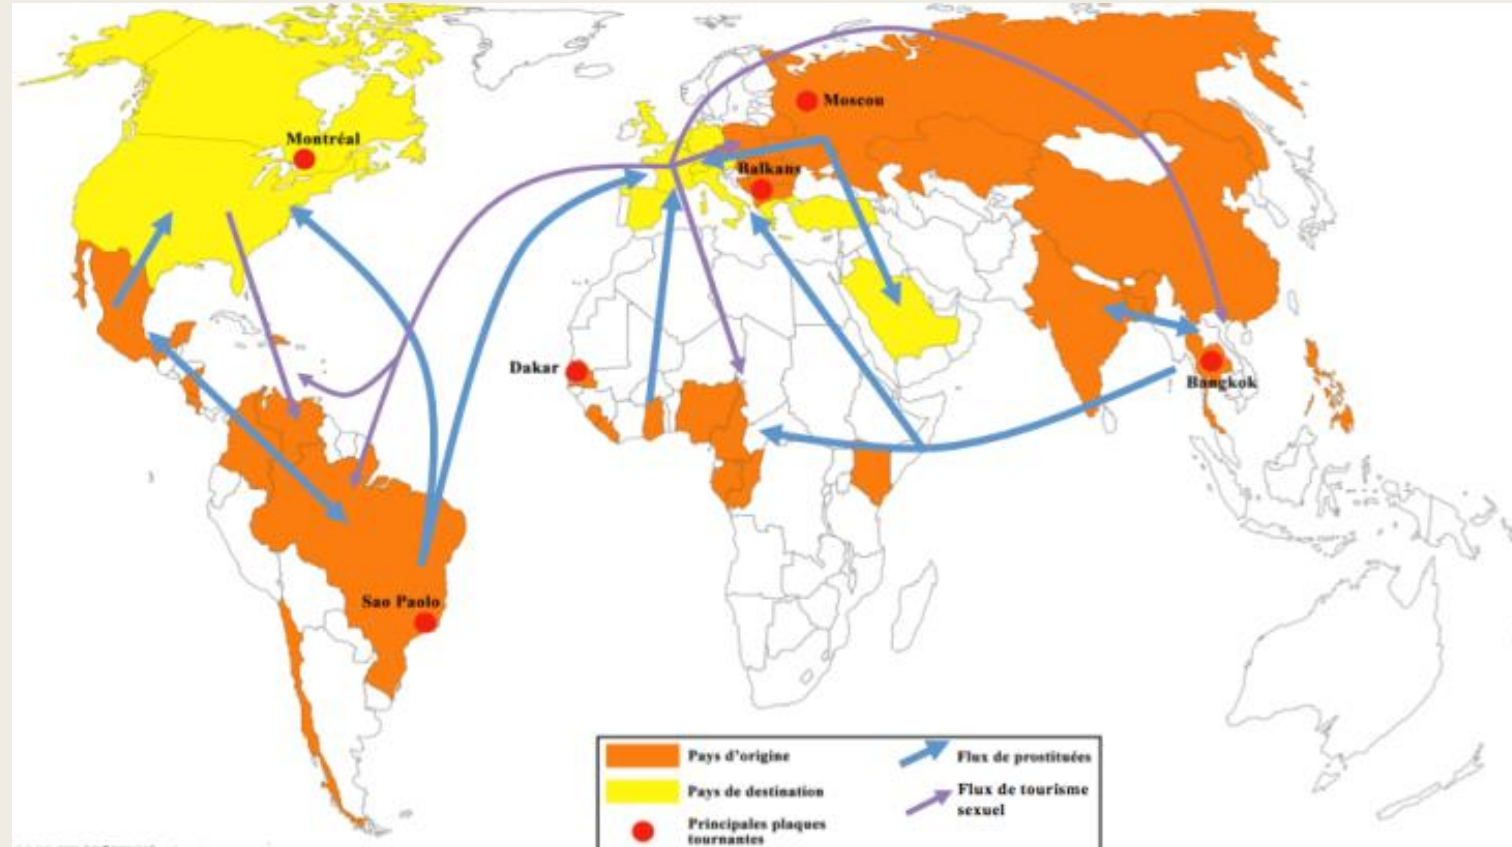 Moscou
Montréal
Balkans
Dakar
Bangkok
Sao Paolo
Pays d'origine
Flux de prostituées
Pays de destination
Flux de tourisme
sexuel
Principales plaques
tournantes